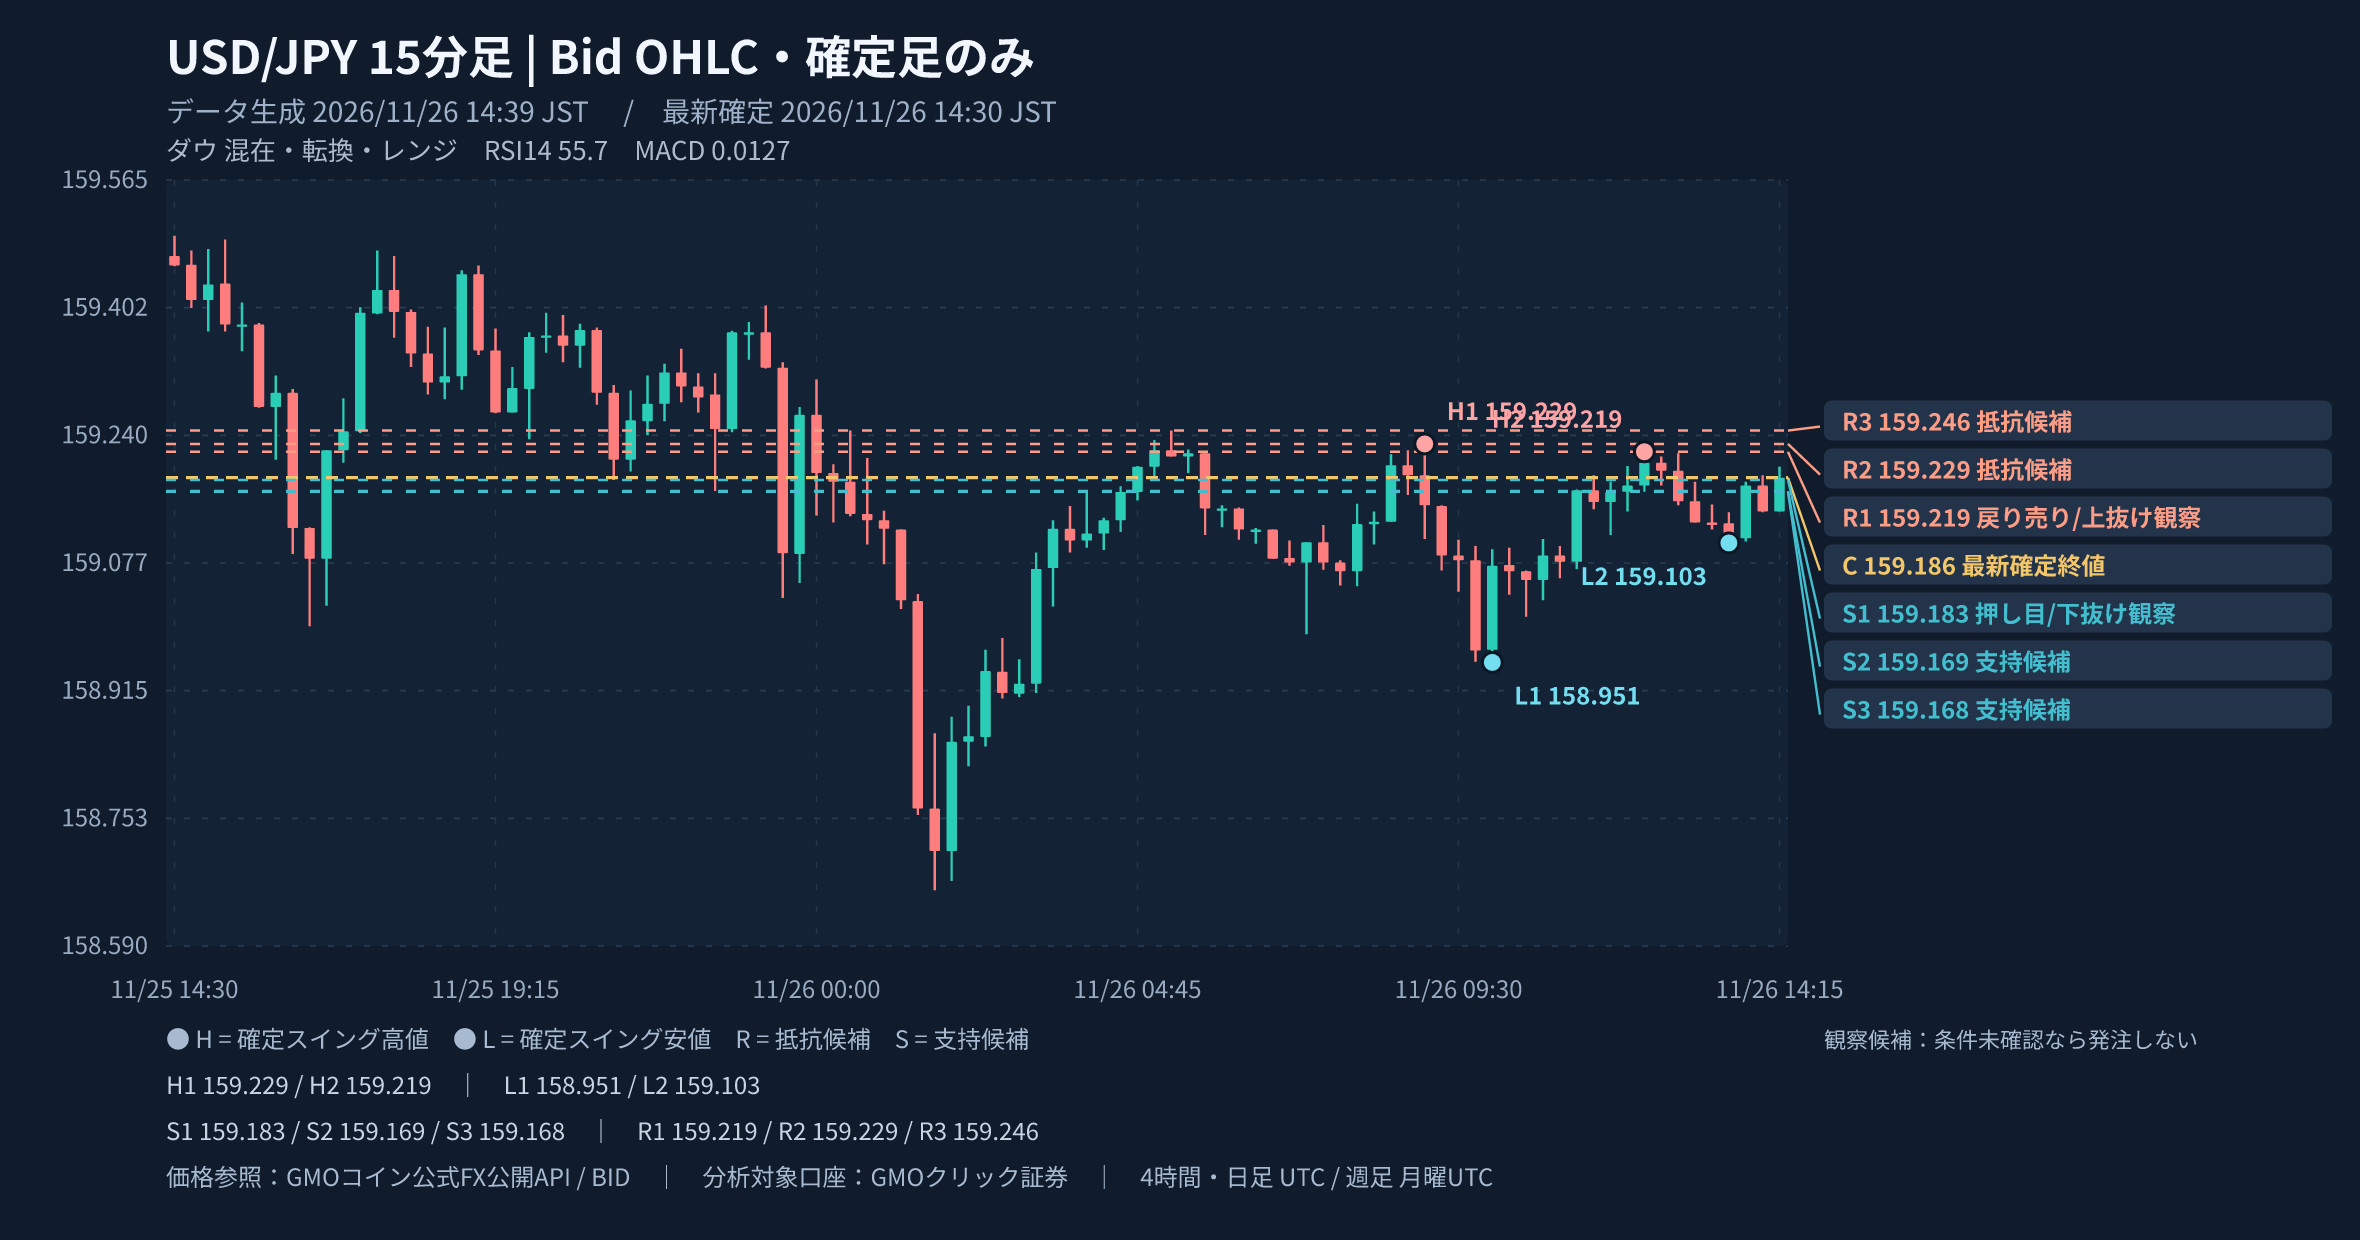 USD/JPY 15分足 | Bid OHLC・確定足のみ
データ生成 2026/11/26 14:39 JST / 最新確定 2026/11/26 14:30 JST
ダウ 混在・転換・レンジ RSI14 55.7 MACD 0.0127
159.565
159.402
159.240
159.077
158.915
158.753
158.590
H1 159.229
H2 159.219
L2 159.103
L1 158.951
R3 159.246 抵抗候補
R2 159.229 抵抗候補
R1 159.219 戻り売り/上抜け観察
C 159.186 最新確定終値
S1 159.183 押し目/下抜け観察
S2 159.169 支持候補
S3 159.168 支持候補
11/25 14:30 11/25 19:15 11/26 00:00 11/26 04:45 11/26 09:30 11/26 14:15
H = 確定スイング高値 L = 確定スイング安値 R = 抵抗候補 S = 支持候補
観察候補：条件未確認なら発注しない
H1 159.229 / H2 159.219 ｜ L1 158.951 / L2 159.103
S1 159.183 / S2 159.169 / S3 159.168 ｜ R1 159.219 / R2 159.229 / R3 159.246
価格参照：GMOコイン公式FX公開API / BID ｜ 分析対象口座：GMOクリック証券 ｜ 4時間・日足 UTC / 週足 月曜UTC